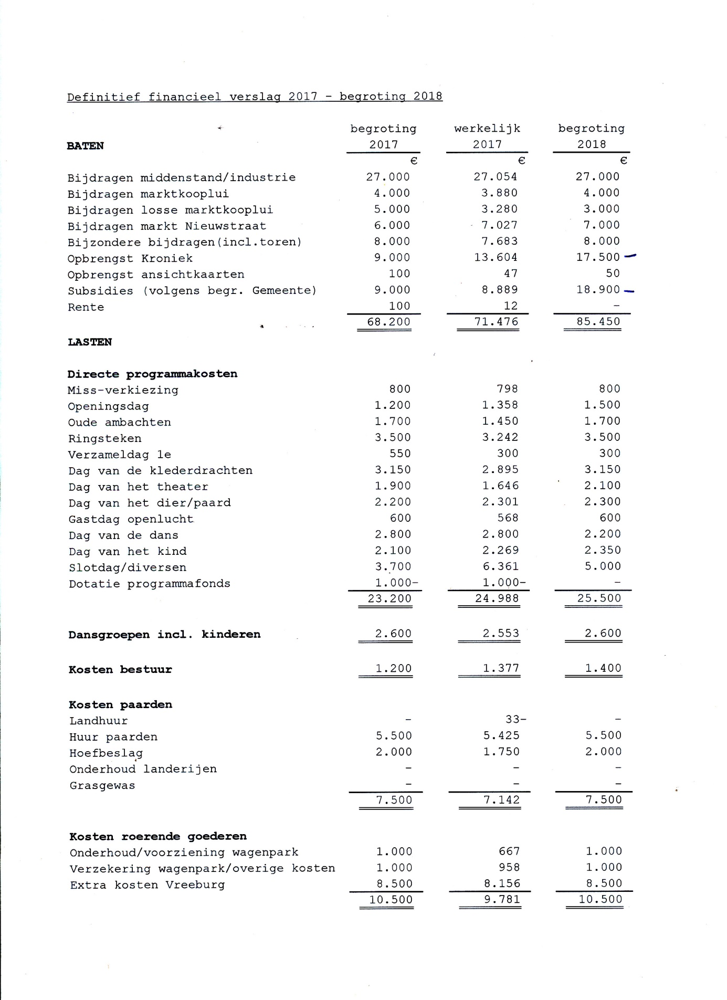 Definitief financieel verslag 2017 - begroting 2018
begroting werkelijk begroting
BATEN 2017 2017 2018
€ € €
Bijdragen middenstand/industrie 27.000 27.054 27.000
Bijdragen marktkooplui 4.000 3.880 4.000
Bijdragen losse marktkooplui 5.000 3.280 3.000
Bijdragen markt Nieuwstraat 6.000 7.027 7.000
Bijzondere bijdragen(incl.toren) 8.000 7.683 8.000
Opbrengst Kroniek 9.000 13.604 17.500
Opbrengst ansichtkaarten 100 47 50
Subsidies (volgens begr. Gemeente) 9.000 8.889 18.900
Rente 100 12 -
68.200 71.476 85.450
LASTEN
Directe programmakosten
Miss-verkiezing 800 798 800
Openingsdag 1.200 1.358 1.500
Oude ambachten 1.700 1.450 1.700
Ringsteken 3.500 3.242 3.500
Verzameldag 1e 550 300 300
Dag van de klederdrachten 3.150 2.895 3.150
Dag van het theater 1.900 1.646 2.100
Dag van het dier/paard 2.200 2.301 2.300
Gastdag openlucht 600 568 600
Dag van de dans 2.800 2.800 2.200
Dag van het kind 2.100 2.269 2.350
Slotdag/diversen 3.700 6.361 5.000
Dotatie programmafonds 1.000- 1.000- -
23.200 24.988 25.500
Dansgroepen incl. kinderen 2.600 2.553 2.600
Kosten bestuur 1.200 1.377 1.400
Kosten paarden
Landhuur - 33- -
Huur paarden 5.500 5.425 5.500
Hoefbeslag 2.000 1.750 2.000
Onderhoud landerijen - - -
Grasgewas - - -
7.500 7.142 7.500
Kosten roerende goederen
Onderhoud/voorziening wagenpark 1.000 667 1.000
Verzekering wagenpark/overige kosten 1.000 958 1.000
Extra kosten Vreeburg 8.500 8.156 8.500
10.500 9.781 10.500